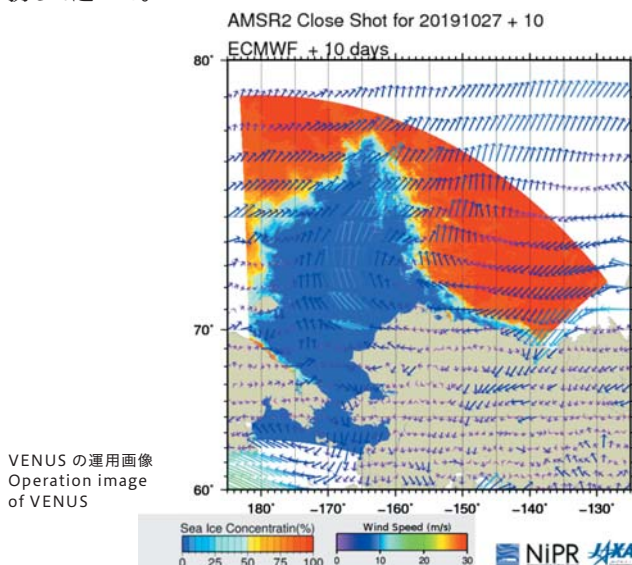 AMSR2 Close Shot for 20191027 + 10
ECMWF + 10 days
80°
70°
60°
180° -170° -160° -150° -140° -130°
VENUS の運用画像
Operation image
of VENUS
Sea Ice Concentratin(%)
0 25 50 75 100
Wind Speed (m/s)
0 10 20 30
NiPR JAXA